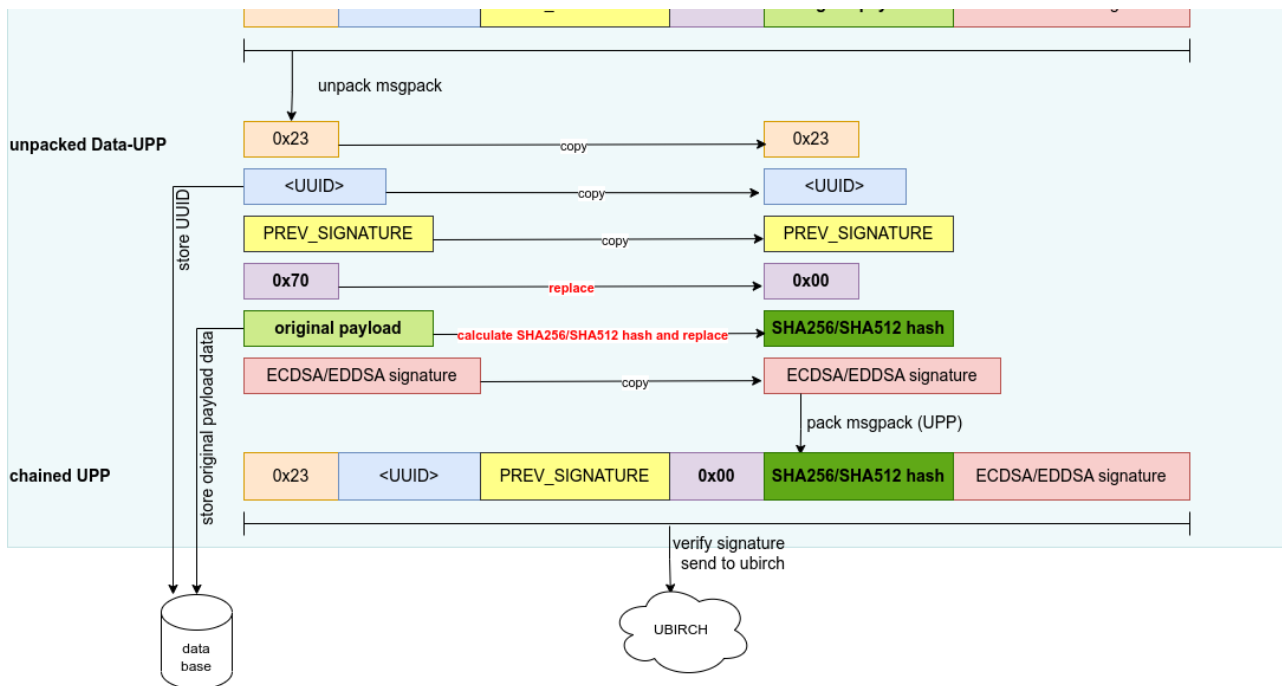 unpack msgpack
unpacked Data-UPP
0x23
copy
0x23
<UUID>
copy
<UUID>
store UUID
PREV_SIGNATURE
copy
PREV_SIGNATURE
0x70
replace
0x00
original payload
calculate SHA256/SHA512 hash and replace
SHA256/SHA512 hash
store original payload data
ECDSA/EDDSA signature
copy
ECDSA/EDDSA signature
pack msgpack (UPP)
chained UPP
0x23
<UUID>
PREV_SIGNATURE
0x00
SHA256/SHA512 hash
ECDSA/EDDSA signature
verify signature
send to ubirch
UBIRCH
data
base